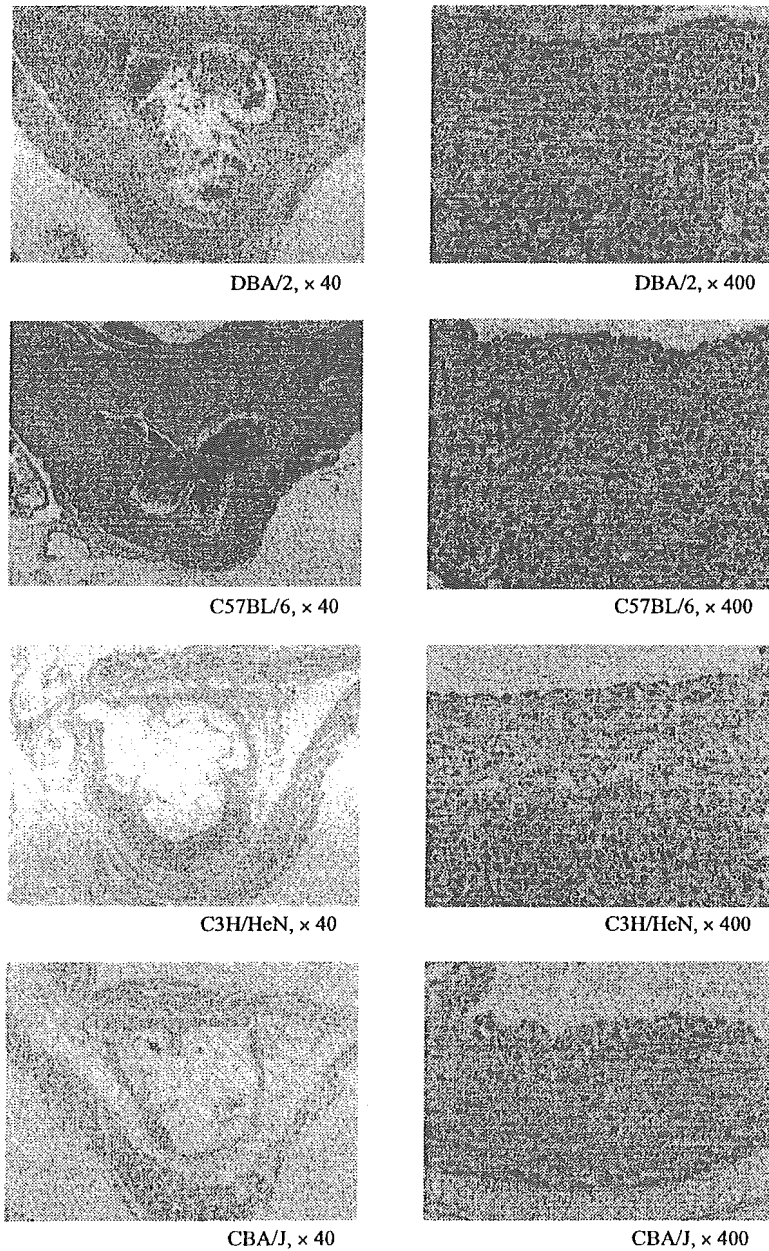 DBA/2, × 40
DBA/2, × 400
C57BL/6, × 40
C57BL/6, × 400
C3H/HeN, × 40
C3H/HeN, × 400
CBA/J, × 40
CBA/J, × 400